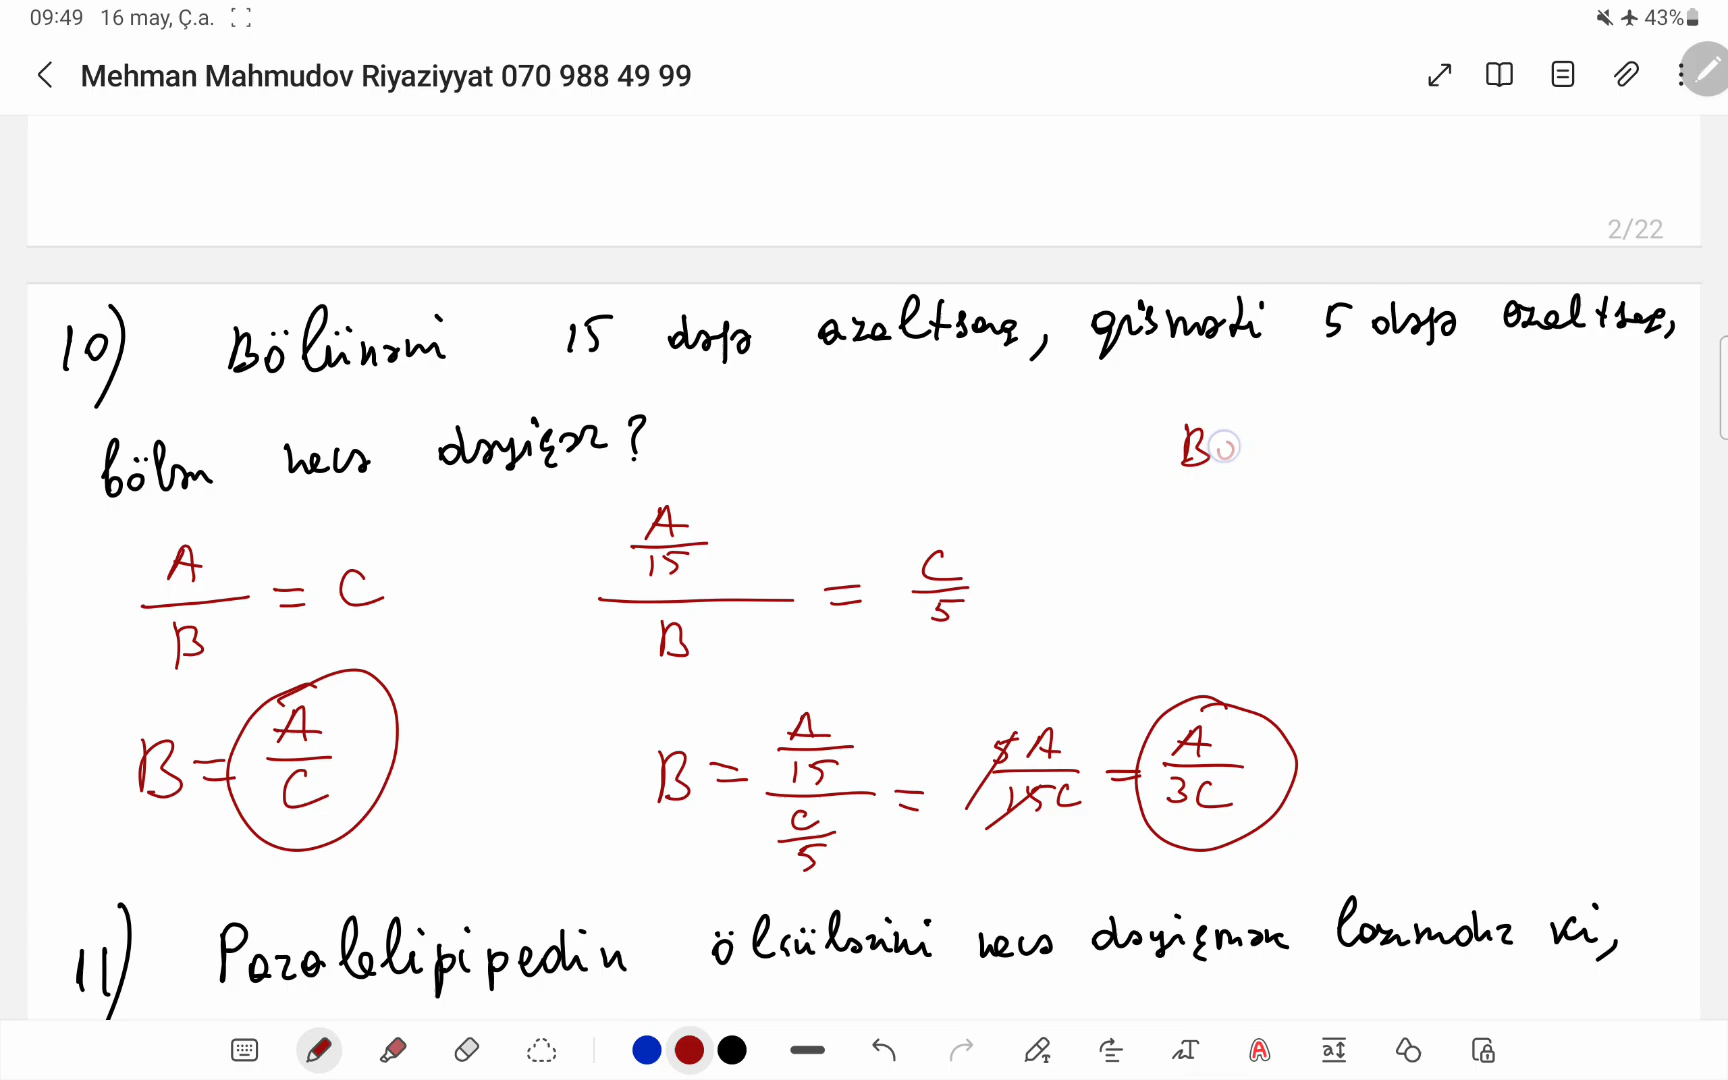 09:49 16 may, Ç.a. 43%
Mehman Mahmudov Riyaziyyat 070 988 49 99
2/22
10) Bölünəni 15 dəfə azaltsaq, qisməti 5 dəfə azaltsaq,
bölən necə dəyişər?
Bö
A/B = C (A/15)/B = C/5
B = A/C B = (A/15)/(C/5) = 5A/15C = A/3C
11) Paralelipipedin ölçülərini necə dəyişmək lazımdır ki,